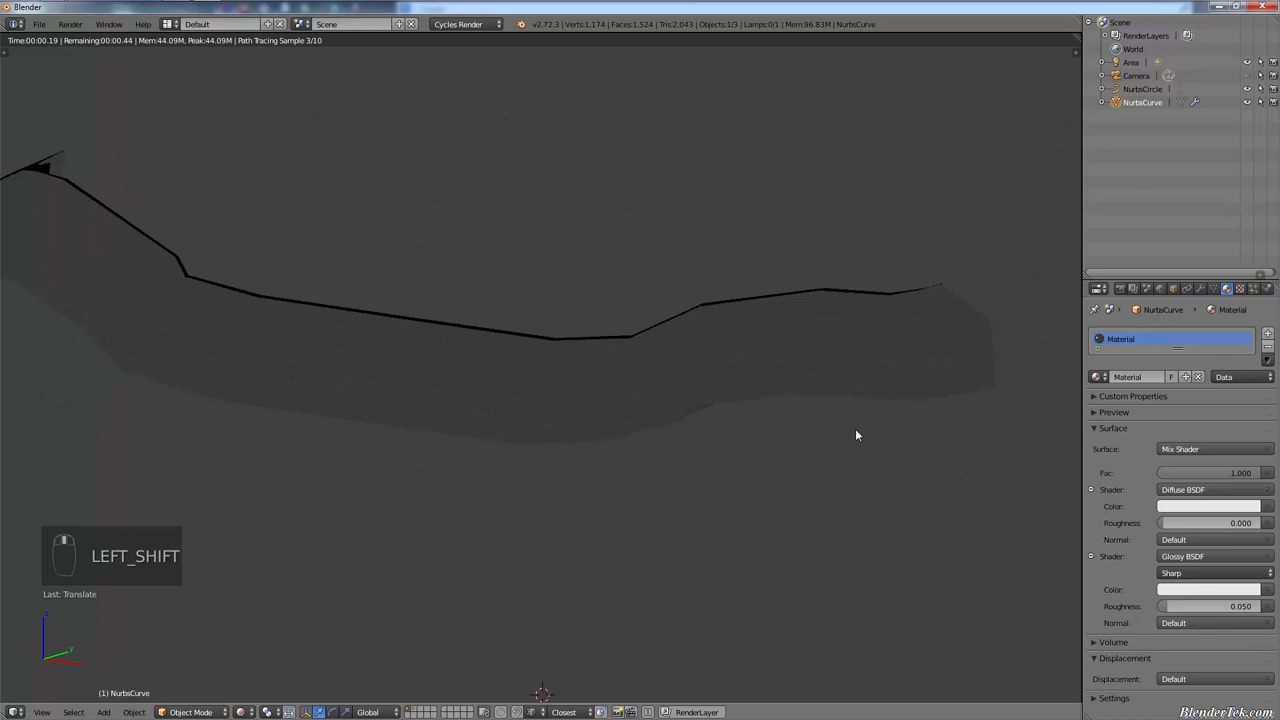 Blender
File Render Window Help Default Scene Cycles Render v2.72.3 | Verts:1,174 | Faces:1,524 | Tris:2,043 | Objects:1/3 | Lamps:0/1 | Mem:96.83M | NurbsCurve
Time:00:00.19 | Remaining:00:00.44 | Mem:44.09M, Peak:44.09M | Path Tracing Sample 3/10
Scene
RenderLayers
World
Area
Camera
NurbsCircle
NurbsCurve
NurbsCurve Material
Material
Material F Data
Custom Properties
Preview
Surface
Surface: Mix Shader
Fac: 1.000
Shader: Diffuse BSDF
Color:
Roughness: 0.000
Normal: Default
Shader: Glossy BSDF
Sharp
Color:
Roughness: 0.050
Normal: Default
Volume
Displacement
Displacement: Default
Settings
LEFT_SHIFT
Last: Translate
z
y
(1) NurbsCurve
View Select Add Object Object Mode Global Closest RenderLayer
BlenderTek.com